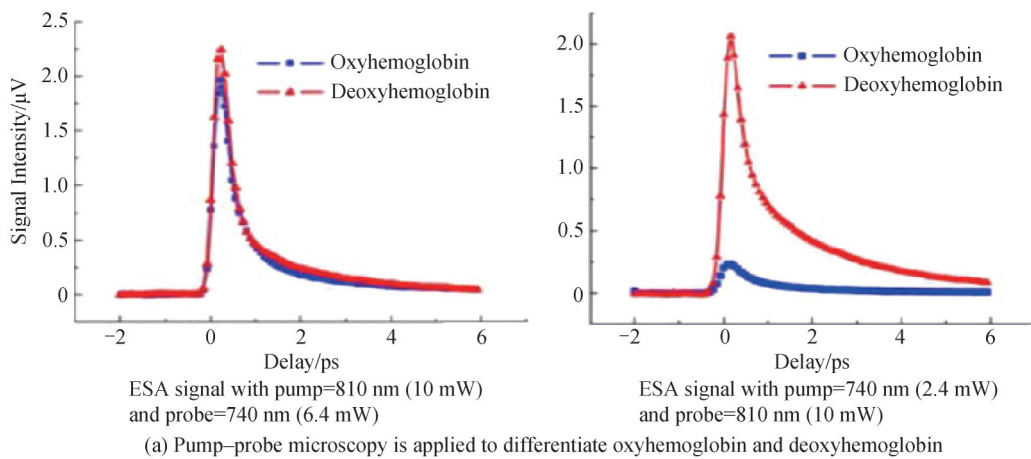 2.5
2.0
1.5
1.0
0.5
0
Signal Intensity/μV
Oxyhemoglobin
Deoxyhemoglobin
−2
0
2
4
6
Delay/ps
ESA signal with pump=810 nm (10 mW)
and probe=740 nm (6.4 mW)
2.0
1.5
1.0
0.5
0.0
Oxyhemoglobin
Deoxyhemoglobin
−2
0
2
4
6
Delay/ps
ESA signal with pump=740 nm (2.4 mW)
and probe=810 nm (10 mW)
(a) Pump–probe microscopy is applied to differentiate oxyhemoglobin and deoxyhemoglobin